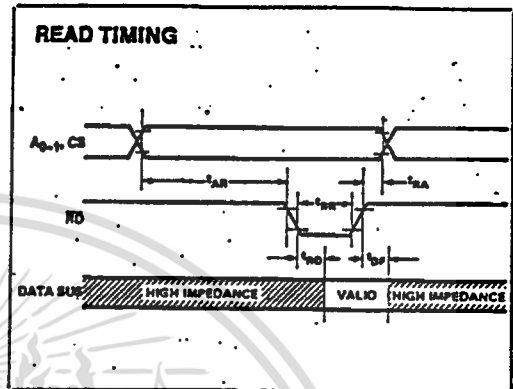 READ TIMING
A0-1, CS
tAR
tRA
tRR
RD
tRD
tDF
DATA BUS
HIGH IMPEDANCE
VALID
HIGH IMPEDANCE